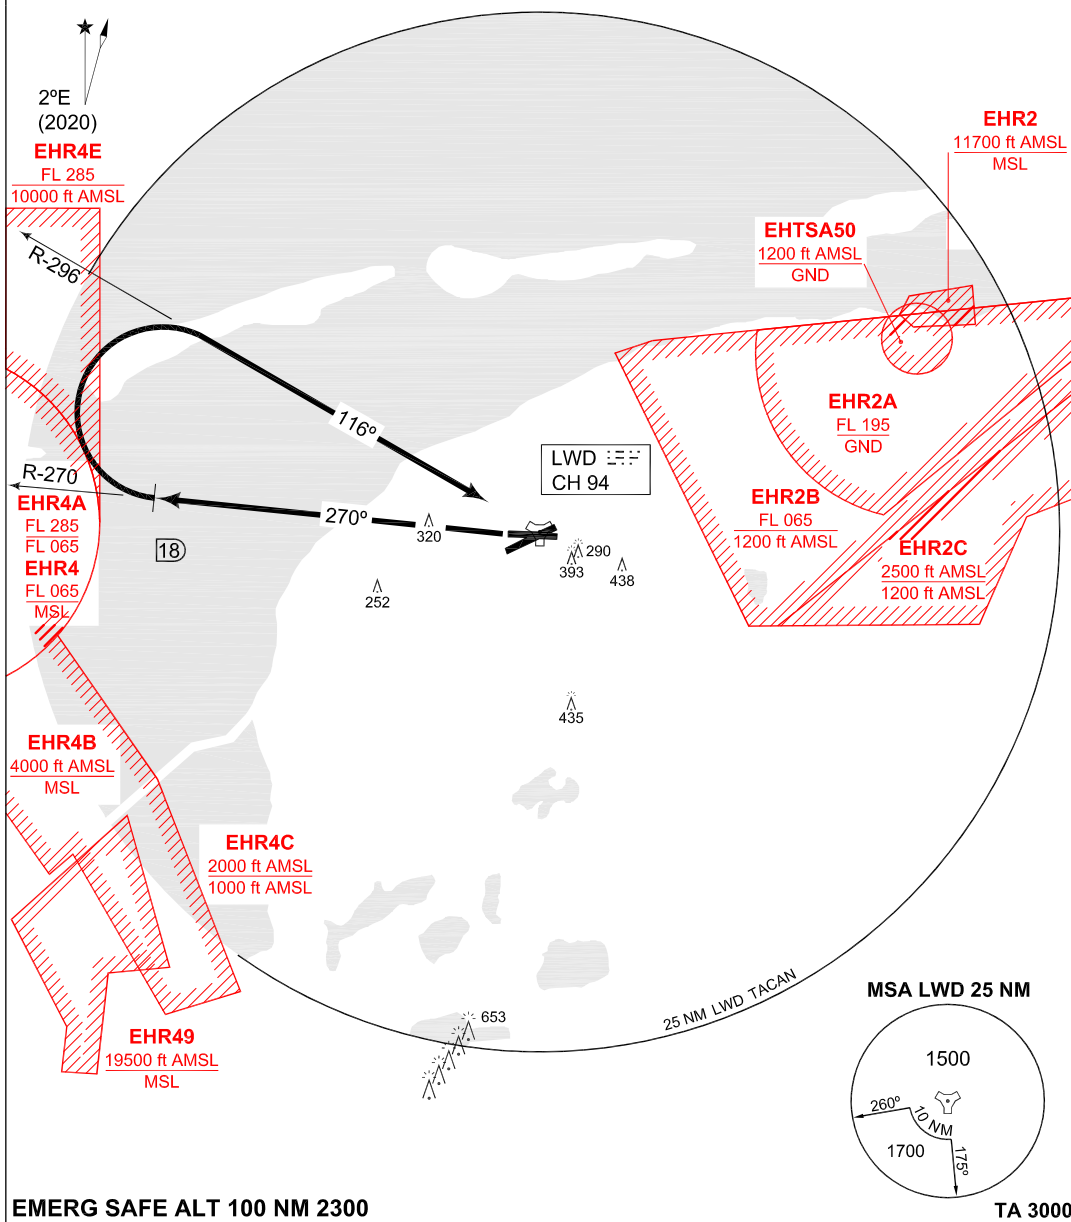 2ºE
(2020)
EHR4E
FL 285
10000 ft AMSL
R-296
EHR2
11700 ft AMSL
MSL
EHTSA50
1200 ft AMSL
GND
116º
EHR2A
FL 195
GND
LWD
CH 94
R-270
EHR4A
FL 285
FL 065
EHR4
FL 065
MSL
270º
18
320
290
393
438
252
EHR2B
FL 065
1200 ft AMSL
EHR2C
2500 ft AMSL
1200 ft AMSL
435
EHR4B
4000 ft AMSL
MSL
EHR4C
2000 ft AMSL
1000 ft AMSL
653
25 NM LWD TACAN
EHR49
19500 ft AMSL
MSL
MSA LWD 25 NM
1500
260º
10 NM
1700
175º
EMERG SAFE ALT 100 NM 2300
TA 3000